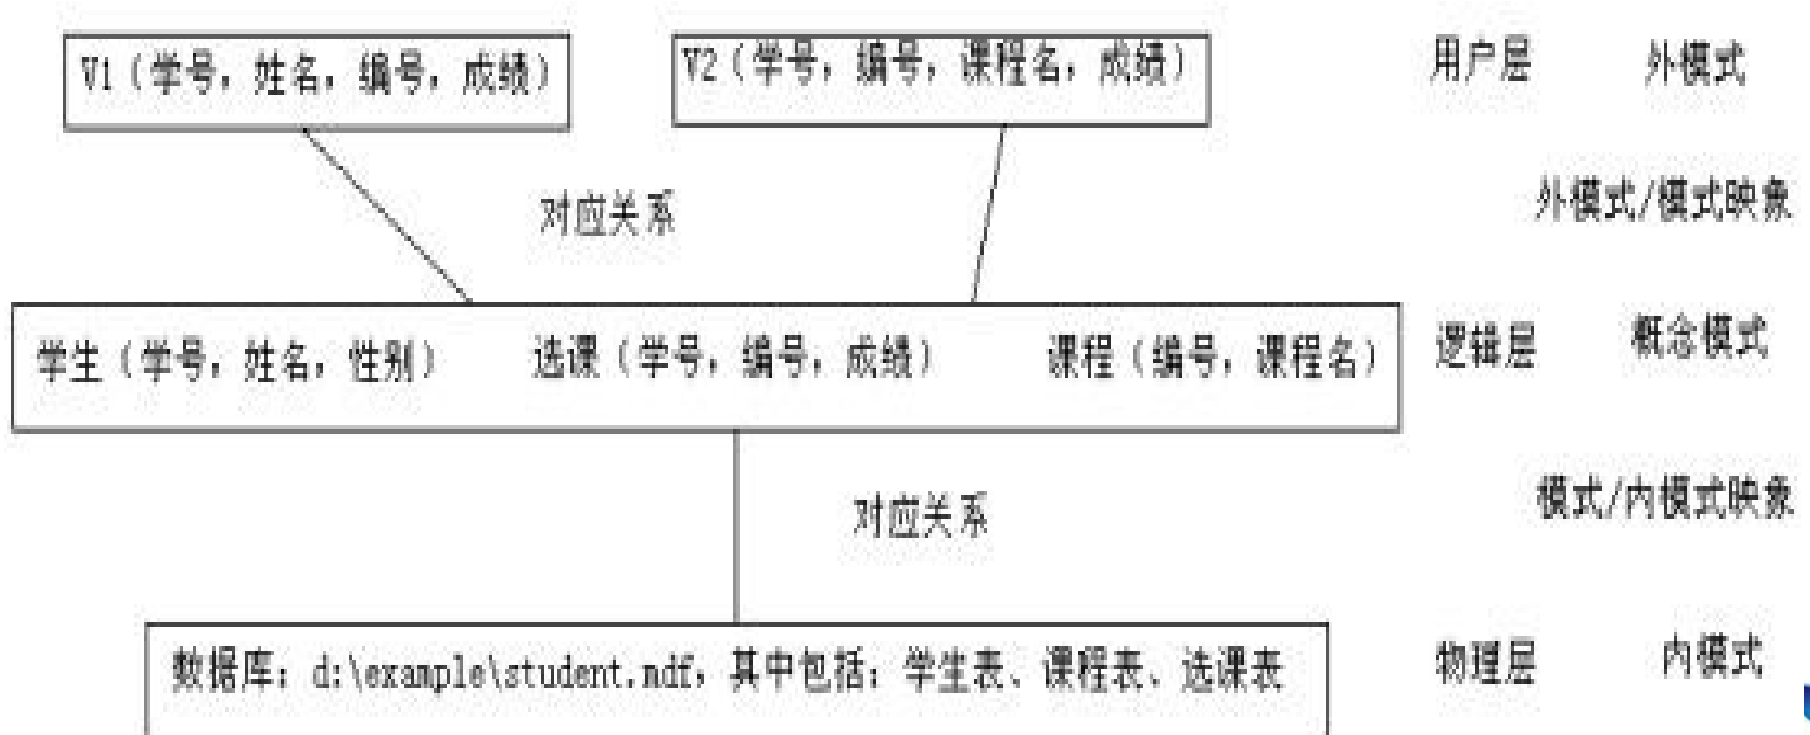 V1（学号，姓名，编号，成绩）
V2（学号，编号，课程名，成绩）
用户层
外模式
对应关系
外模式/模式映象
学生（学号，姓名，性别）
选课（学号，编号，成绩）
课程（编号，课程名）
逻辑层
概念模式
对应关系
模式/内模式映象
数据库：d:\example\student.mdf，其中包括：学生表、课程表、选课表
物理层
内模式